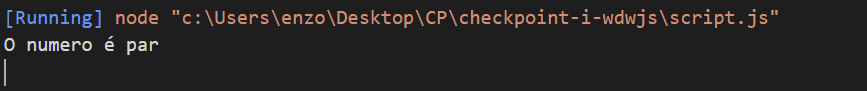 [Running] node "c:\Users\enzo\Desktop\CP\checkpoint-i-wdwjs\script.js"
O numero é par